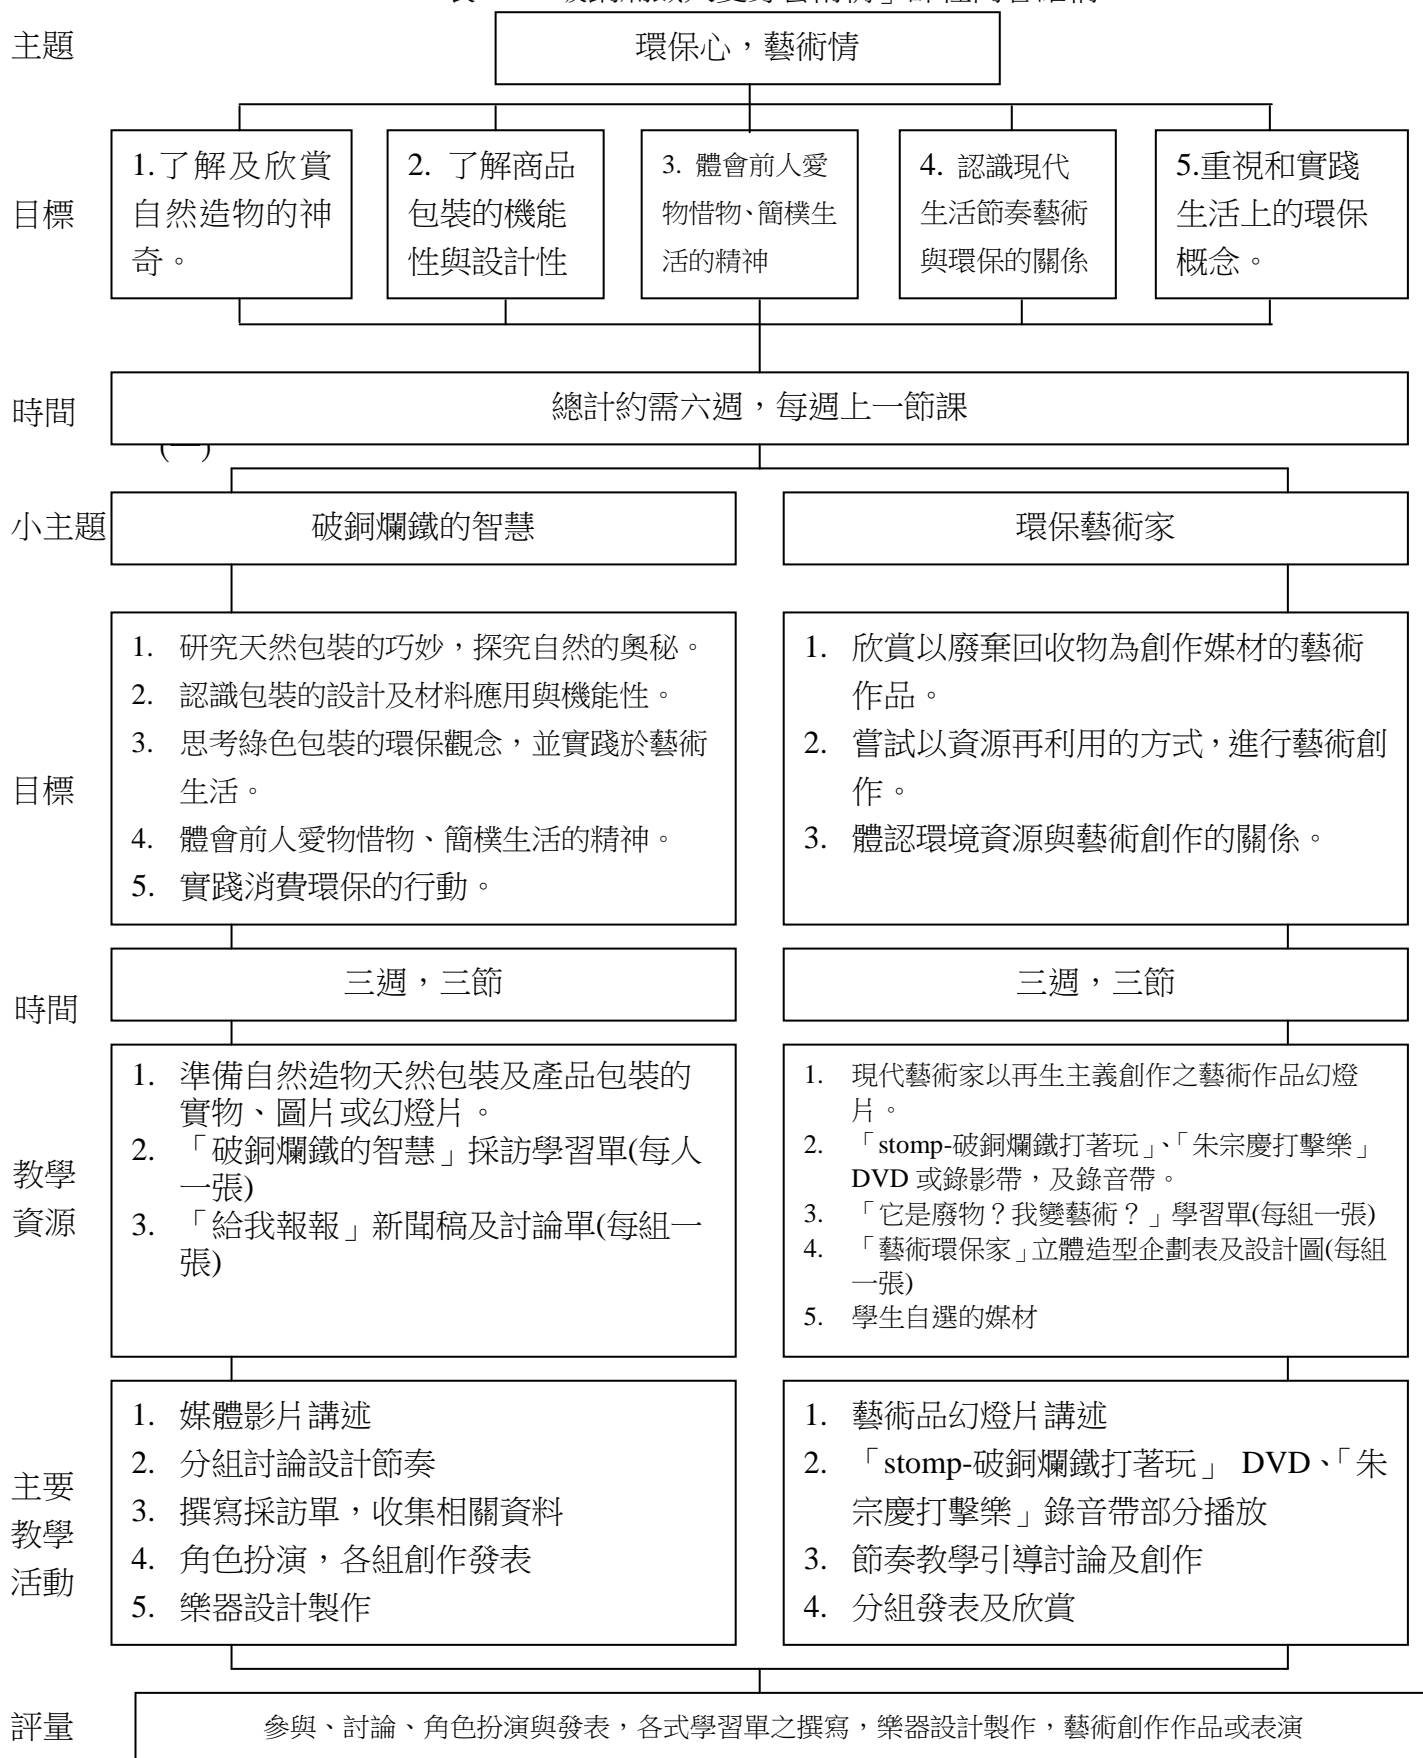 主題
環保心，藝術情
目標
1.了解及欣賞
自然造物的神
奇。
2. 了解商品
包裝的機能
性與設計性
3. 體會前人愛
物惜物、簡樸生
活的精神
4. 認識現代
生活節奏藝術
與環保的關係
5.重視和實踐
生活上的環保
概念。
時間
總計約需六週，每週上一節課
小主題
破銅爛鐵的智慧
環保藝術家
目標
1. 研究天然包裝的巧妙，探究自然的奧秘。
2. 認識包裝的設計及材料應用與機能性。
3. 思考綠色包裝的環保觀念，並實踐於藝術
生活。
4. 體會前人愛物惜物、簡樸生活的精神。
5. 實踐消費環保的行動。
1. 欣賞以廢棄回收物為創作媒材的藝術
作品。
2. 嘗試以資源再利用的方式，進行藝術創
作。
3. 體認環境資源與藝術創作的關係。
時間
三週，三節
三週，三節
教學
資源
1. 準備自然造物天然包裝及產品包裝的
實物、圖片或幻燈片。
2. 「破銅爛鐵的智慧」採訪學習單(每人
一張)
3. 「給我報報」新聞稿及討論單(每組一
張)
1. 現代藝術家以再生主義創作之藝術作品幻燈
片。
2. 「stomp-破銅爛鐵打著玩」、「朱宗慶打擊樂」
DVD 或錄影帶，及錄音帶。
3. 「它是廢物？我變藝術？」學習單(每組一張)
4. 「藝術環保家」立體造型企劃表及設計圖(每組
一張)
5. 學生自選的媒材
主要
教學
活動
1. 媒體影片講述
2. 分組討論設計節奏
3. 撰寫採訪單，收集相關資料
4. 角色扮演，各組創作發表
5. 樂器設計製作
1. 藝術品幻燈片講述
2. 「stomp-破銅爛鐵打著玩」 DVD、「朱
宗慶打擊樂」錄音帶部分播放
3. 節奏教學引導討論及創作
4. 分組發表及欣賞
評量
參與、討論、角色扮演與發表，各式學習單之撰寫，樂器設計製作，藝術創作作品或表演